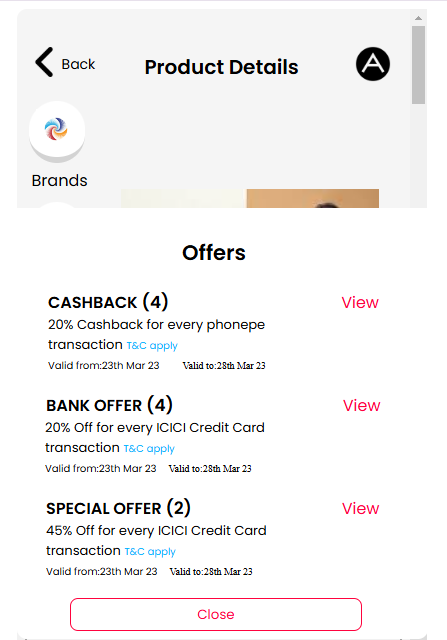 Back
Product Details
Brands
Offers
CASHBACK (4)
View
20% Cashback for every phonepe
transaction T&C apply
Valid from:23th Mar 23 Valid to:28th Mar 23
BANK OFFER (4)
View
20% Off for every ICICI Credit Card
transaction T&C apply
Valid from:23th Mar 23 Valid to:28th Mar 23
SPECIAL OFFER (2)
View
45% Off for every ICICI Credit Card
transaction T&C apply
Valid from:23th Mar 23 Valid to:28th Mar 23
Close